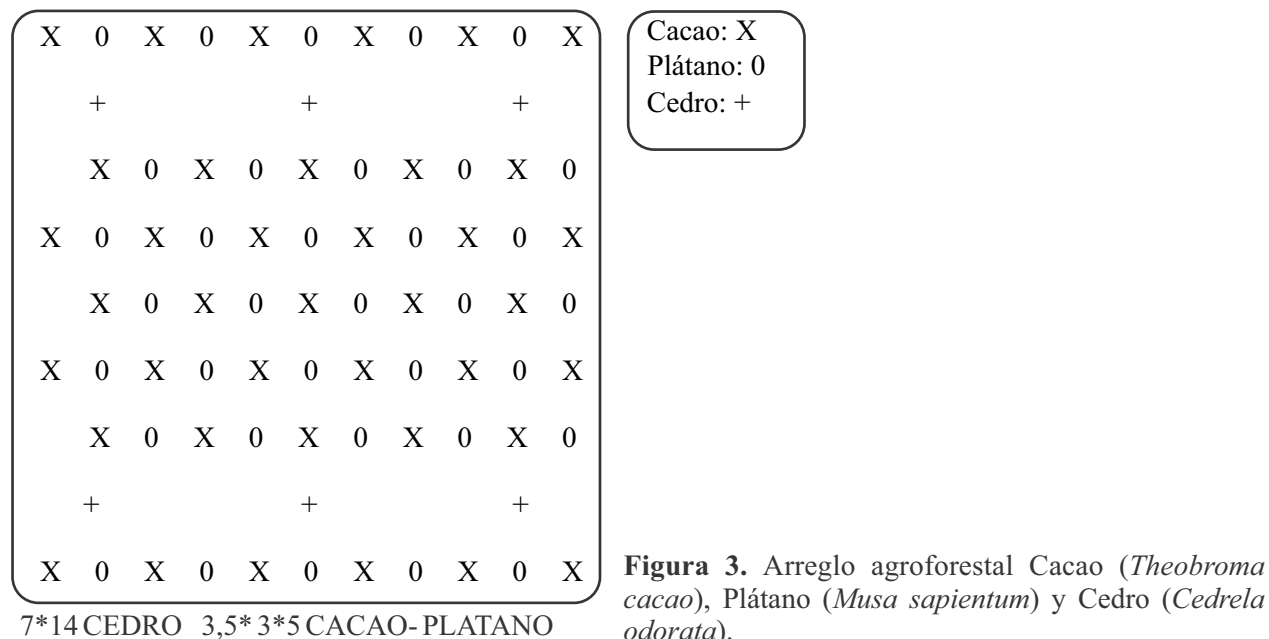 X 0 X 0 X 0 X 0 X 0 X
+ + +
X 0 X 0 X 0 X 0 X 0
X 0 X 0 X 0 X 0 X 0 X
X 0 X 0 X 0 X 0 X 0
X 0 X 0 X 0 X 0 X 0 X
X 0 X 0 X 0 X 0 X 0
+ + +
X 0 X 0 X 0 X 0 X 0 X
7*14 CEDRO 3,5* 3*5 CACAO- PLATANO
Cacao: X
Plátano: 0
Cedro: +
Figura 3. Arreglo agroforestal Cacao (Theobroma
cacao), Plátano (Musa sapientum) y Cedro (Cedrela
odorata).